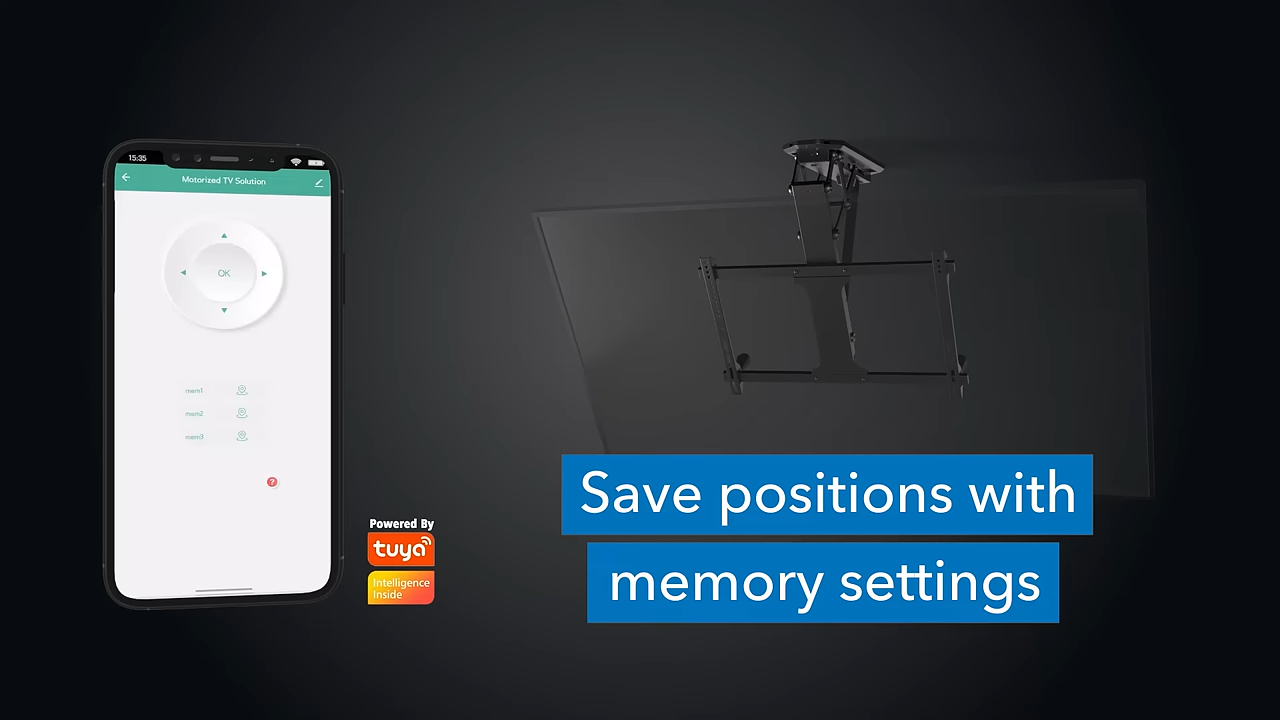 15:35
Motorized TV Solution
OK
mem1
mem2
mem3
?
Powered By
tuya
Intelligence
Inside
Save positions with
memory settings